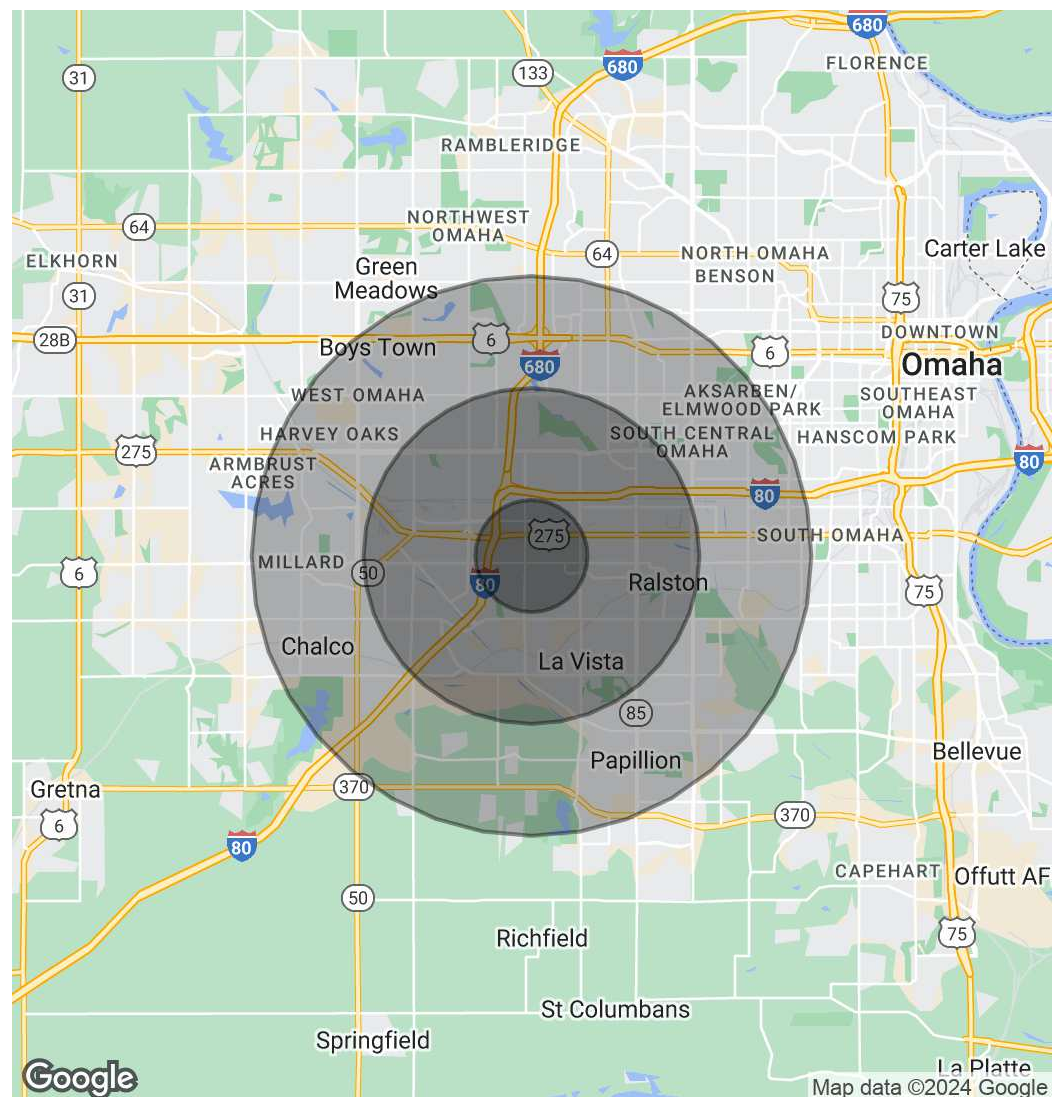 680
FLORENCE
31
133
680
RAMBLERIDGE
64
NORTHWEST
OMAHA
64
NORTH OMAHA
Carter Lake
ELKHORN
Green
Meadows
BENSON
31
75
28B
Boys Town
6
6
DOWNTOWN
Omaha
680
WEST OMAHA
AKSARBEN/
ELMWOOD PARK
SOUTHEAST
OMAHA
HARVEY OAKS
SOUTH CENTRAL
OMAHA
HANSCOM PARK
275
ARMBRUST
ACRES
80
80
275
SOUTH OMAHA
MILLARD
50
6
80
Ralston
75
Chalco
La Vista
85
Papillion
Bellevue
Gretna
370
6
370
80
CAPEHART
Offutt AF
50
75
Richfield
St Columbans
Springfield
La Platte
Google
Map data ©2024 Google